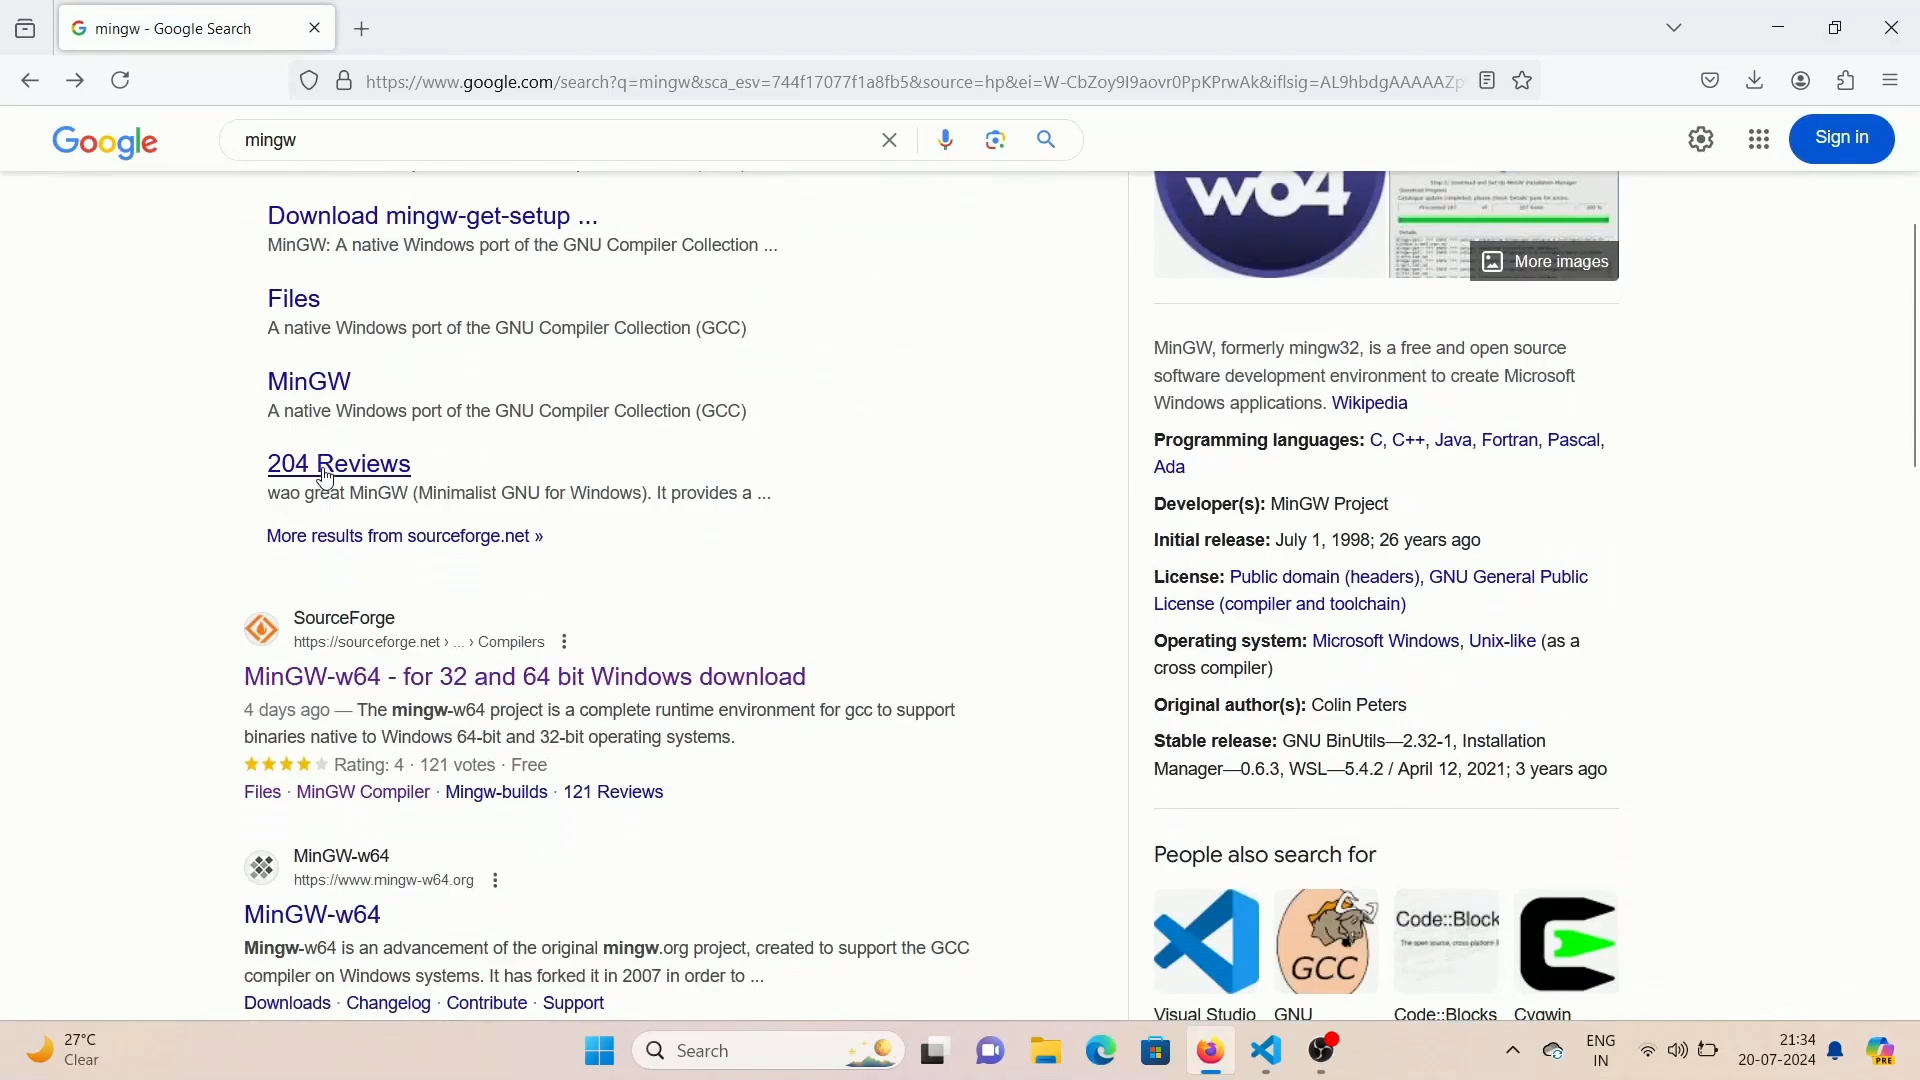 mingw - Google Search
https://www.google.com/search?q=mingw&sca_esv=744f17077f1a8fb5&source=hp&ei=W-CbZoy9I9aovr0PpKPrwAk&iflsig=AL9hbdgAAAAAZp
Google
mingw
Sign in
Download mingw-get-setup ...
MinGW: A native Windows port of the GNU Compiler Collection ...
Files
A native Windows port of the GNU Compiler Collection (GCC)
MinGW
A native Windows port of the GNU Compiler Collection (GCC)
204 Reviews
wao great MinGW (Minimalist GNU for Windows). It provides a ...
More results from sourceforge.net »
SourceForge
https://sourceforge.net › ... › Compilers
MinGW-w64 - for 32 and 64 bit Windows download
4 days ago — The mingw-w64 project is a complete runtime environment for gcc to support
binaries native to Windows 64-bit and 32-bit operating systems.
Rating: 4 · 121 votes · Free
Files · MinGW Compiler · Mingw-builds · 121 Reviews
MinGW-w64
https://www.mingw-w64.org
MinGW-w64
Mingw-w64 is an advancement of the original mingw.org project, created to support the GCC
compiler on Windows systems. It has forked it in 2007 in order to ...
Downloads · Changelog · Contribute · Support
w64
More images
MinGW, formerly mingw32, is a free and open source
software development environment to create Microsoft
Windows applications. Wikipedia
Programming languages: C, C++, Java, Fortran, Pascal,
Ada
Developer(s): MinGW Project
Initial release: July 1, 1998; 26 years ago
License: Public domain (headers), GNU General Public
License (compiler and toolchain)
Operating system: Microsoft Windows, Unix-like (as a
cross compiler)
Original author(s): Colin Peters
Stable release: GNU BinUtils—2.32-1, Installation
Manager—0.6.3, WSL—5.4.2 / April 12, 2021; 3 years ago
People also search for
GCC
Code::Block
Visual Studio
GNU
Code::Blocks
Cygwin
27°C
Clear
Search
ENG
IN
21:34
20-07-2024
PRE